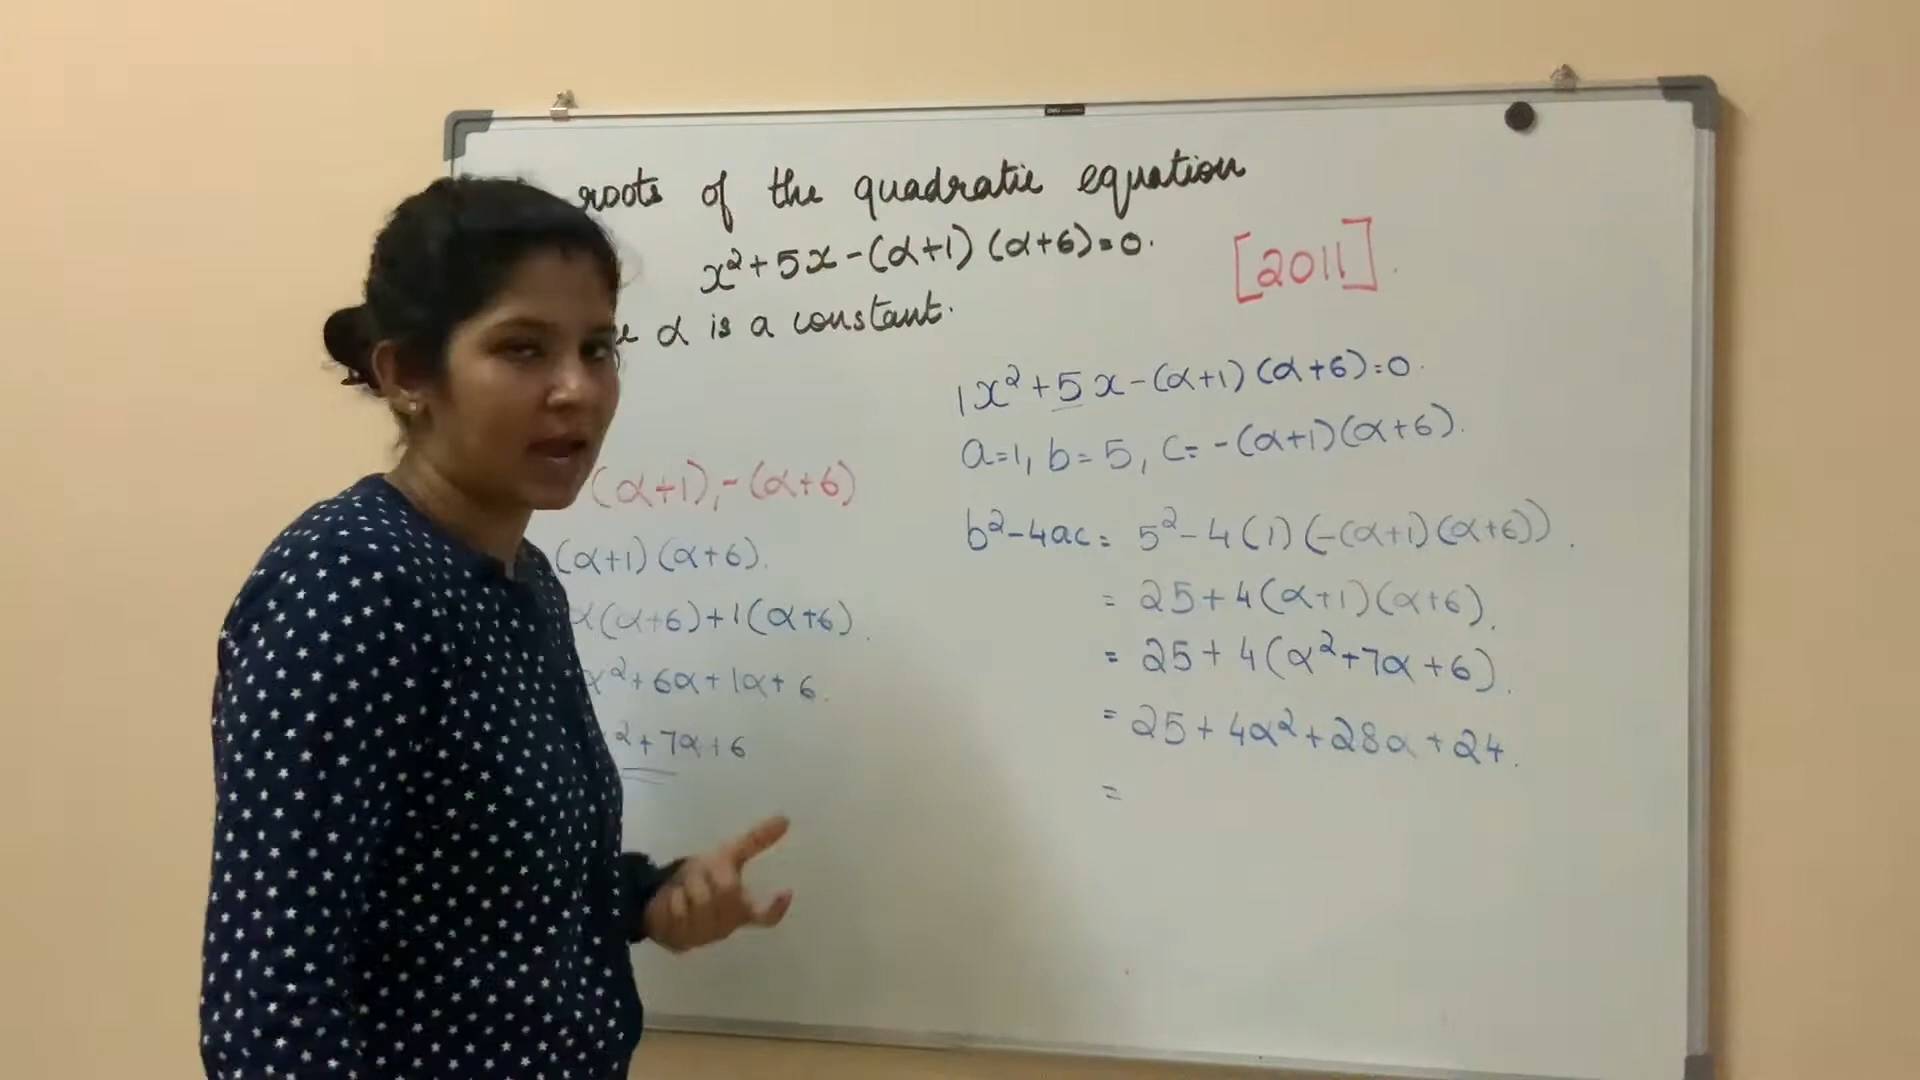 roots of the quadratic equation
x²+5x-(α+1)(α+6)=0.
[2011]
α is a constant.
1x²+5x-(α+1)(α+6)=0.
a=1, b=5, c=-(α+1)(α+6).
(α+1),-(α+6)
b²-4ac= 5²-4(1)(-(α+1)(α+6)).
(α+1)(α+6).
= 25+4(α+1)(α+6).
α(α+6)+1(α+6).
= 25+4(α²+7α+6).
α²+6α+1α+6.
= 25+4α²+28α+24.
²+7α+6
=